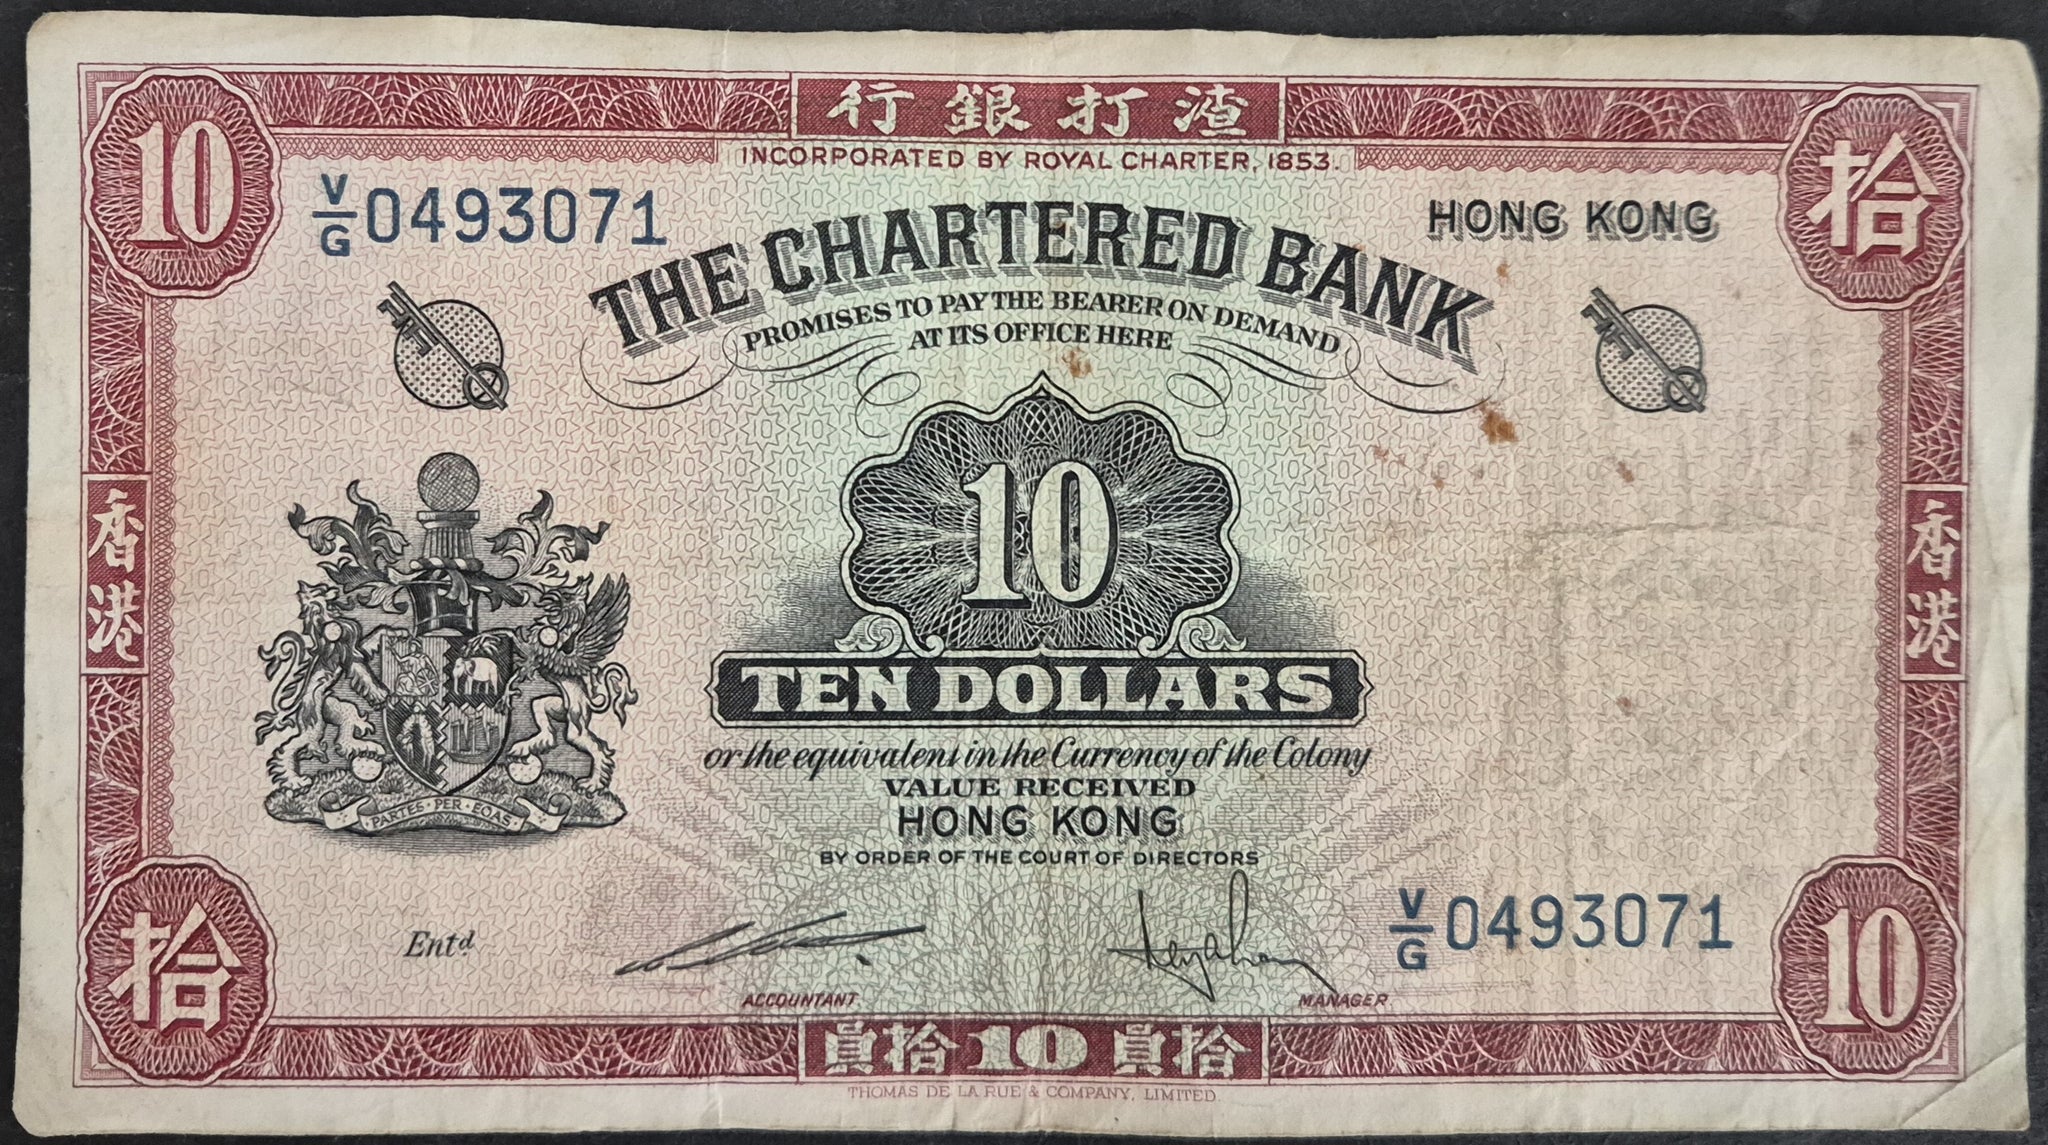 行銀打渣
INCORPORATED BY ROYAL CHARTER, 1853.
10
拾
V/G 0493071
HONG KONG
THE CHARTERED BANK
PROMISES TO PAY THE BEARER ON DEMAND
AT ITS OFFICE HERE
10
香港
香港
TEN DOLLARS
or the equivalent in the Currency of the Colony
VALUE RECEIVED
HONG KONG
BY ORDER OF THE COURT OF DIRECTORS
PARTES · PER · EOAS
V/G 0493071
Entd
ACCOUNTANT
MANAGER
拾
10
員拾10員拾
THOMAS DE LA RUE & COMPANY, LIMITED.